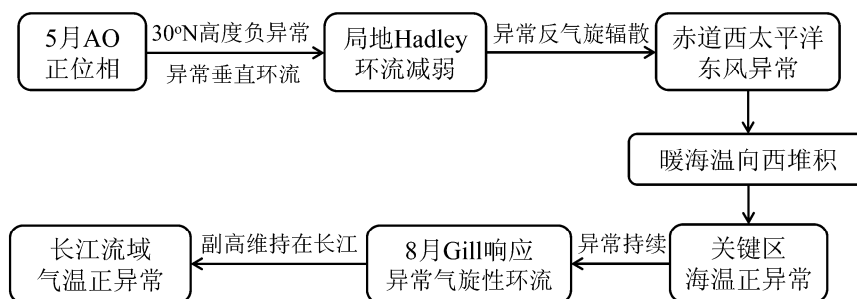 5月AO
正位相
30°N高度负异常
异常垂直环流
局地Hadley
环流减弱
异常反气旋辐散
赤道西太平洋
东风异常
暖海温向西堆积
关键区
海温正异常
异常持续
8月Gill响应
异常气旋性环流
副高维持在长江
长江流域
气温正异常